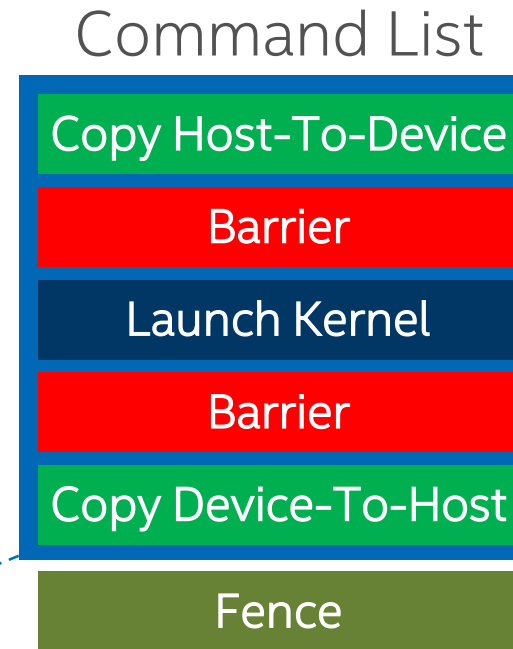 Command List
Copy Host-To-Device
Barrier
Launch Kernel
Barrier
Copy Device-To-Host
Fence